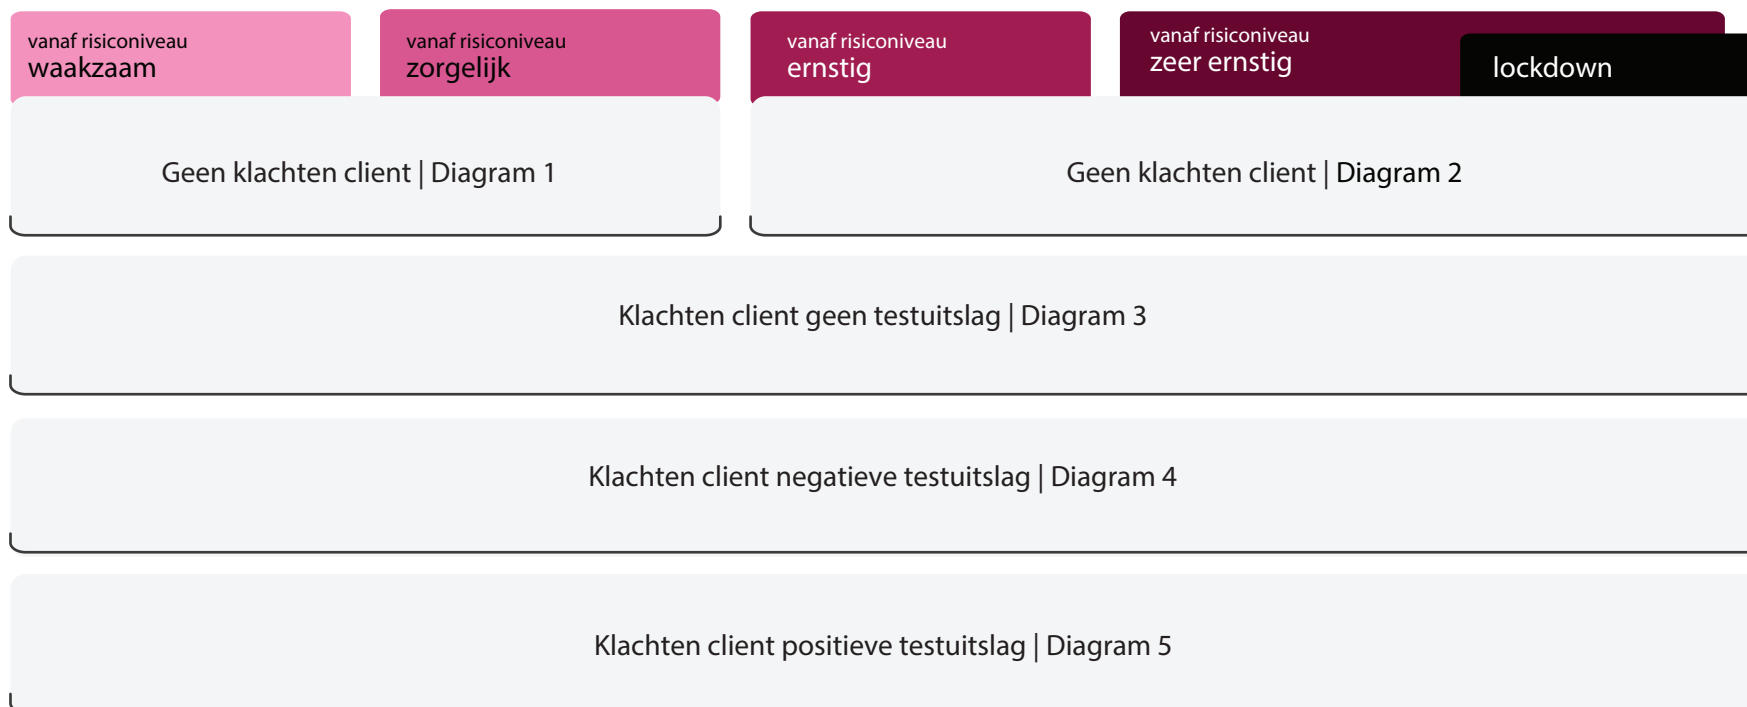 vanaf risiconiveau
waakzaam
vanaf risiconiveau
zorgelijk
vanaf risiconiveau
ernstig
vanaf risiconiveau
zeer ernstig
lockdown
Geen klachten client | Diagram 1
Geen klachten client | Diagram 2
Klachten client geen testuitslag | Diagram 3
Klachten client negatieve testuitslag | Diagram 4
Klachten client positieve testuitslag | Diagram 5